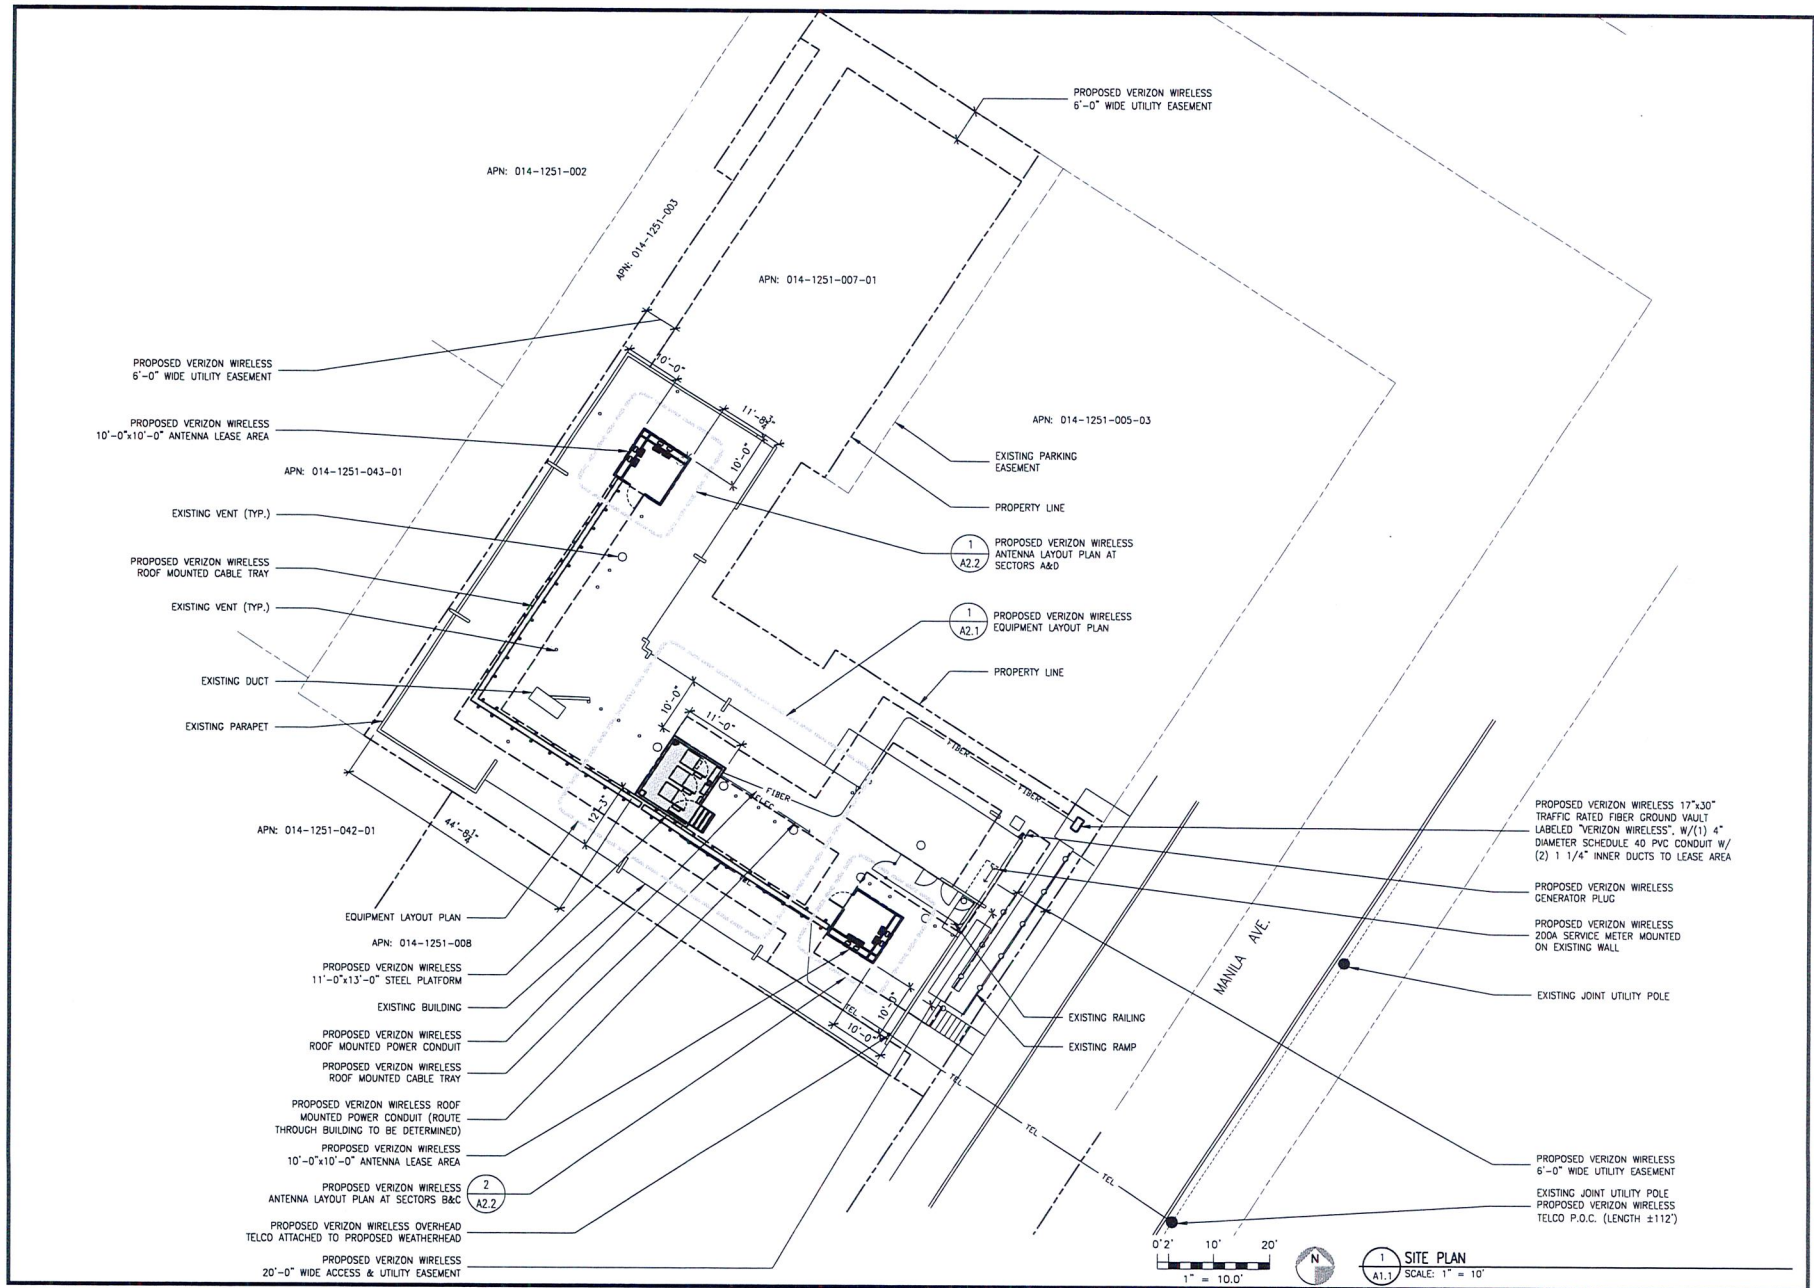 PROPOSED VERIZON WIRELESS
6'-0" WIDE UTILITY EASEMENT
APN: 014-1251-002
APN: 014-1251-003
APN: 014-1251-007-01
PROPOSED VERIZON WIRELESS
6'-0" WIDE UTILITY EASEMENT
10'-0"
11'-8 3/4"
10'-0"
PROPOSED VERIZON WIRELESS
10'-0"x10'-0" ANTENNA LEASE AREA
APN: 014-1251-043-01
APN: 014-1251-005-03
EXISTING PARKING
EASEMENT
PROPERTY LINE
EXISTING VENT (TYP.)
1
A2.2
PROPOSED VERIZON WIRELESS
ANTENNA LAYOUT PLAN AT
SECTORS A&D
PROPOSED VERIZON WIRELESS
ROOF MOUNTED CABLE TRAY
EXISTING VENT (TYP.)
1
A2.1
PROPOSED VERIZON WIRELESS
EQUIPMENT LAYOUT PLAN
PROPERTY LINE
EXISTING DUCT
EXISTING PARAPET
10'-0"
11'-0"
FIBER
FIBER
FIBER
ELEC
121'-3"
44'-8 1/4"
APN: 014-1251-042-01
PROPOSED VERIZON WIRELESS 17"x30"
TRAFFIC RATED FIBER GROUND VAULT
LABELED "VERIZON WIRELESS", W/(1) 4"
DIAMETER SCHEDULE 40 PVC CONDUIT W/
(2) 1 1/4" INNER DUCTS TO LEASE AREA
PROPOSED VERIZON WIRELESS
GENERATOR PLUG
PROPOSED VERIZON WIRELESS
200A SERVICE METER MOUNTED
ON EXISTING WALL
EQUIPMENT LAYOUT PLAN
APN: 014-1251-008
MANILA AVE.
PROPOSED VERIZON WIRELESS
11'-0"x13'-0" STEEL PLATFORM
EXISTING JOINT UTILITY POLE
EXISTING BUILDING
TEL
10'-0"
10'-0"
EXISTING RAILING
EXISTING RAMP
PROPOSED VERIZON WIRELESS
ROOF MOUNTED POWER CONDUIT
PROPOSED VERIZON WIRELESS
ROOF MOUNTED CABLE TRAY
TEL
PROPOSED VERIZON WIRELESS ROOF
MOUNTED POWER CONDUIT (ROUTE
THROUGH BUILDING TO BE DETERMINED)
TEL
PROPOSED VERIZON WIRELESS
10'-0"x10'-0" ANTENNA LEASE AREA
TEL
PROPOSED VERIZON WIRELESS
6'-0" WIDE UTILITY EASEMENT
PROPOSED VERIZON WIRELESS
ANTENNA LAYOUT PLAN AT SECTORS B&C
2
A2.2
EXISTING JOINT UTILITY POLE
PROPOSED VERIZON WIRELESS
TELCO P.O.C. (LENGTH ±112')
PROPOSED VERIZON WIRELESS OVERHEAD
TELCO ATTACHED TO PROPOSED WEATHERHEAD
PROPOSED VERIZON WIRELESS
20'-0" WIDE ACCESS & UTILITY EASEMENT
0'2' 10' 20'
1" = 10.0'
N
1
A1.1
SITE PLAN
SCALE: 1" = 10'